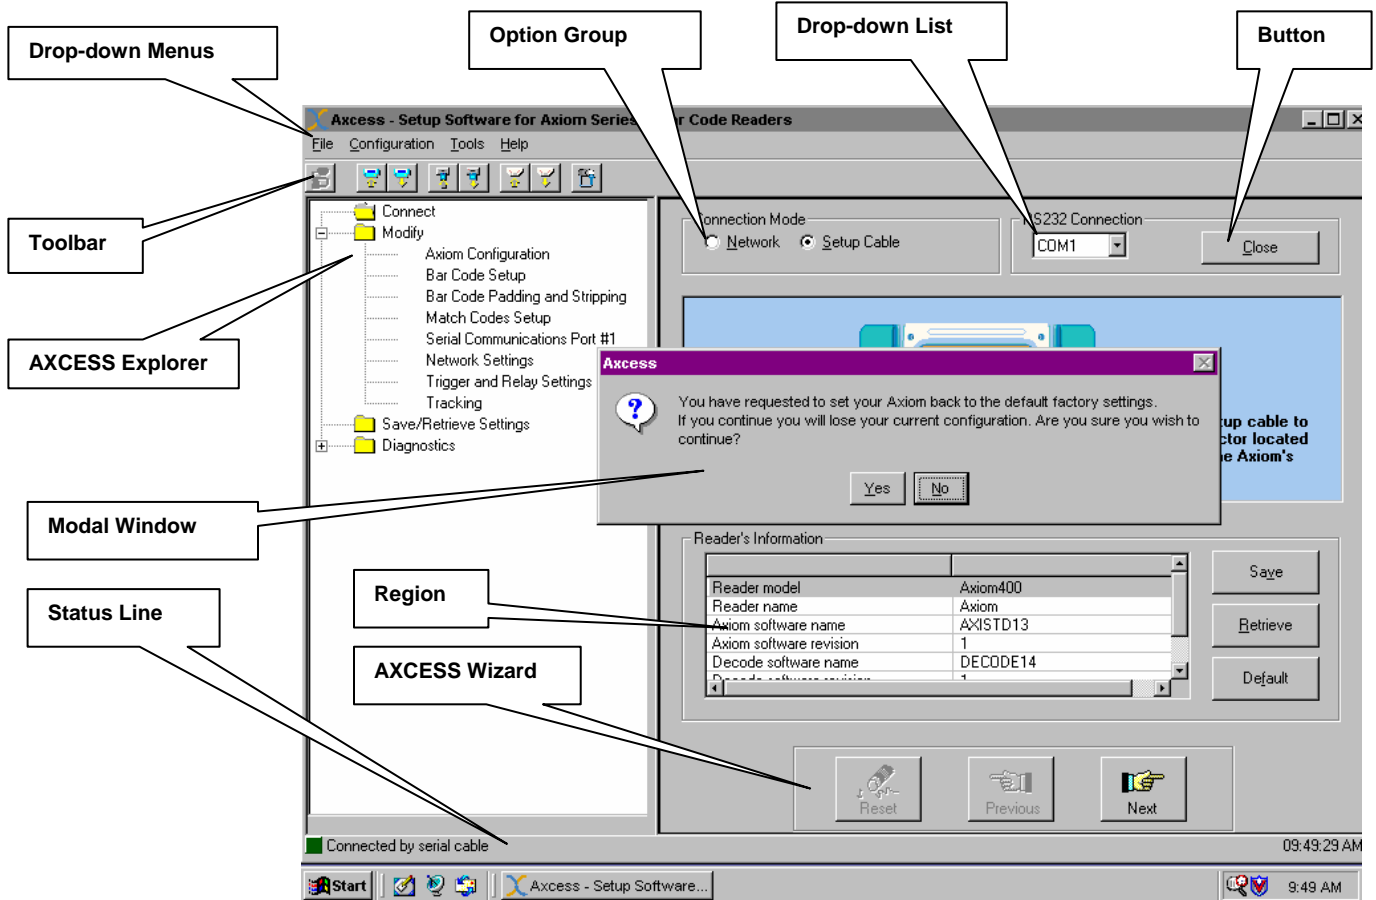 Drop-down Menus
Option Group
Drop-down List
Button
Axcess - Setup Software for Axiom Series
r Code Readers
File Configuration Tools Help
Toolbar
AXCESS Explorer
Connect
Modify
Axiom Configuration
Bar Code Setup
Bar Code Padding and Stripping
Match Codes Setup
Serial Communications Port #1
Network Settings
Trigger and Relay Settings
Tracking
Save/Retrieve Settings
Diagnostics
Connection Mode
Network Setup Cable
RS232 Connection
COM1
Close
Axcess
You have requested to set your Axiom back to the default factory settings.
If you continue you will lose your current configuration. Are you sure you wish to
continue?
Yes No
tup cable to
ctor located
e Axiom's
Modal Window
Status Line
Region
AXCESS Wizard
Reader's Information
Reader model Axiom400
Reader name Axiom
Axiom software name AXISTD13
Axiom software revision 1
Decode software name DECODE14
Decode software revision 1
Save
Retrieve
Default
Reset Previous Next
Connected by serial cable 09:49:29 AM
Start Axcess - Setup Software... 9:49 AM